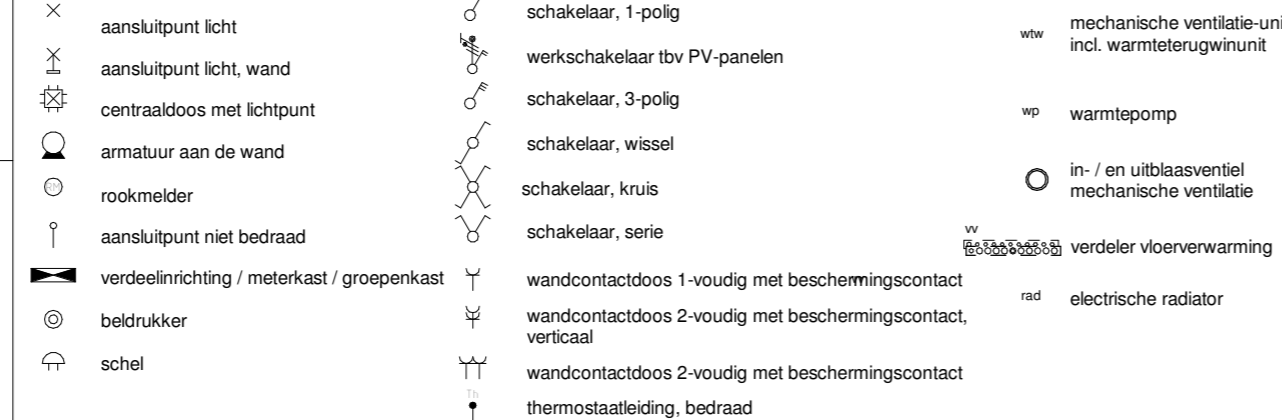 aansluitpunt licht
aansluitpunt licht, wand
centraaldoos met lichtpunt
armatuur aan de wand
RM
rookmelder
aansluitpunt niet bedraad
verdeelinrichting / meterkast / groepenkast
beldrukker
schel
schakelaar, 1-polig
werkschakelaar tbv PV-panelen
schakelaar, 3-polig
schakelaar, wissel
schakelaar, kruis
schakelaar, serie
wandcontactdoos 1-voudig met beschermingscontact
wandcontactdoos 2-voudig met beschermingscontact,
verticaal
wandcontactdoos 2-voudig met beschermingscontact
Th
thermostaatleiding, bedraad
wtw
mechanische ventilatie-uni
incl. warmteterugwinunit
wp
warmtepomp
in- / en uitblaasventiel
mechanische ventilatie
vv
verdeler vloerverwarming
rad
electrische radiator